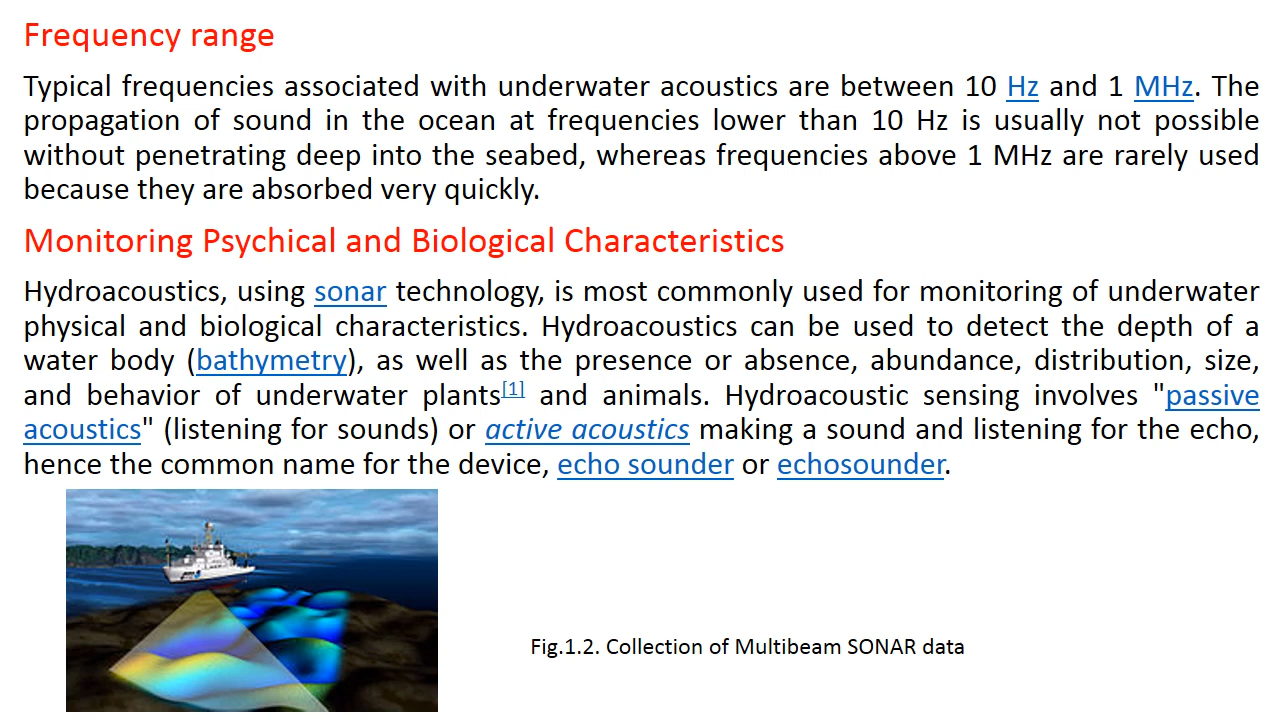 Frequency range
Typical frequencies associated with underwater acoustics are between 10 Hz and 1 MHz. The
propagation of sound in the ocean at frequencies lower than 10 Hz is usually not possible
without penetrating deep into the seabed, whereas frequencies above 1 MHz are rarely used
because they are absorbed very quickly.
Monitoring Psychical and Biological Characteristics
Hydroacoustics, using sonar technology, is most commonly used for monitoring of underwater
physical and biological characteristics. Hydroacoustics can be used to detect the depth of a
water body (bathymetry), as well as the presence or absence, abundance, distribution, size,
and behavior of underwater plants[1] and animals. Hydroacoustic sensing involves "passive
acoustics" (listening for sounds) or active acoustics making a sound and listening for the echo,
hence the common name for the device, echo sounder or echosounder.
Fig.1.2. Collection of Multibeam SONAR data